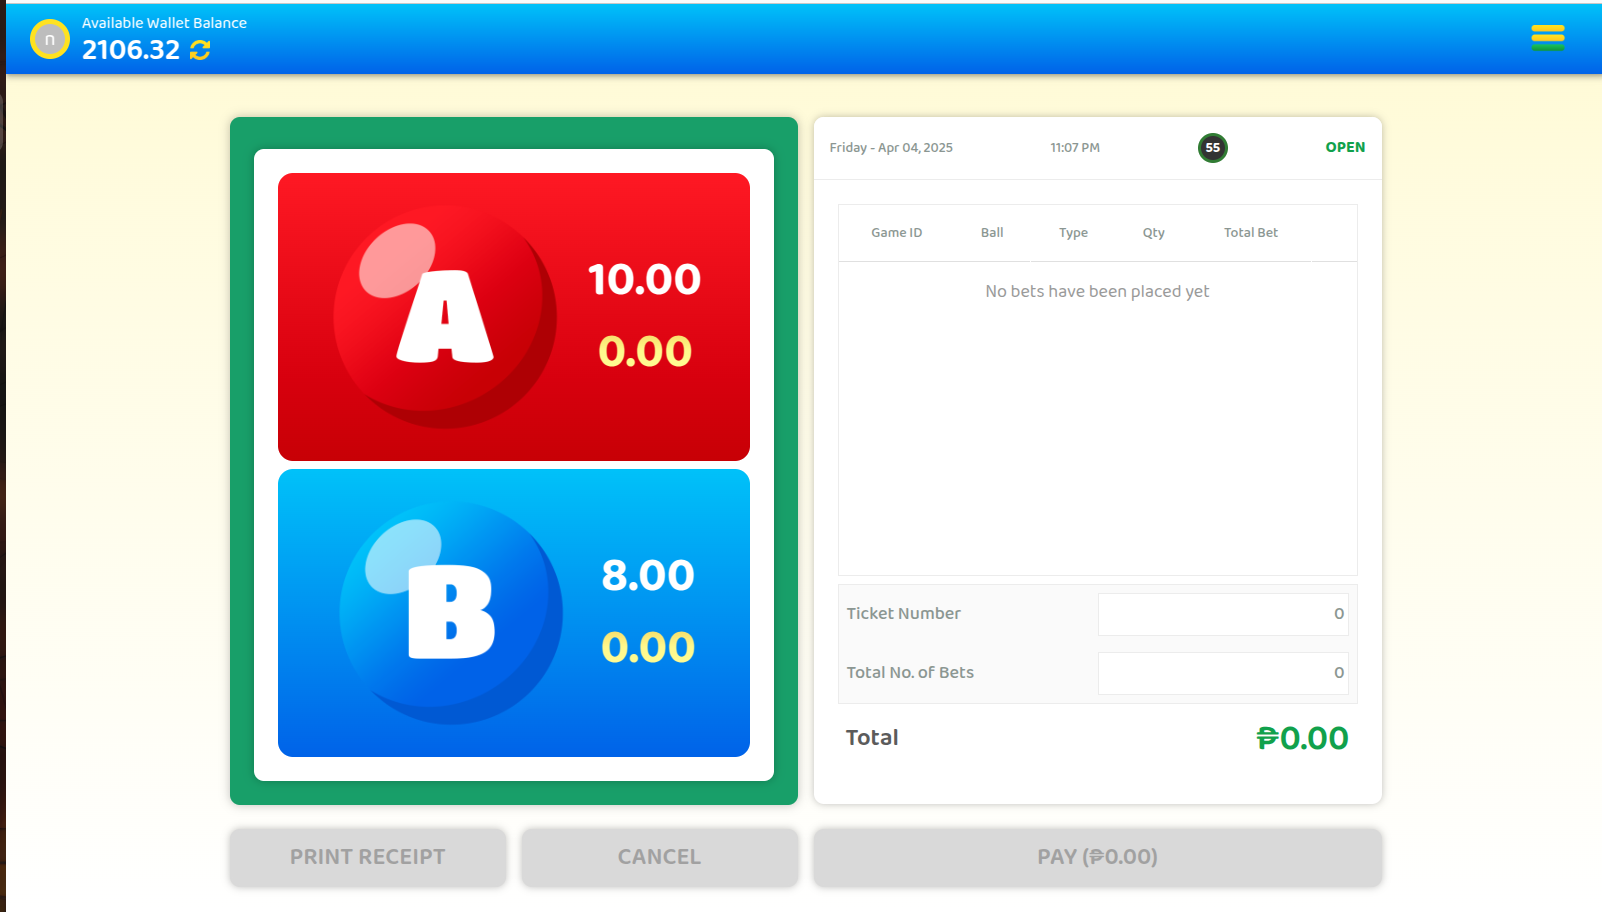 n
Available Wallet Balance
2106.32
A
10.00
0.00
B
8.00
0.00
Friday - Apr 04, 2025 11:07 PM 55 OPEN
Game ID Ball Type Qty Total Bet
No bets have been placed yet
Ticket Number 0
Total No. of Bets 0
Total ₱0.00
PRINT RECEIPT CANCEL PAY (₱0.00)